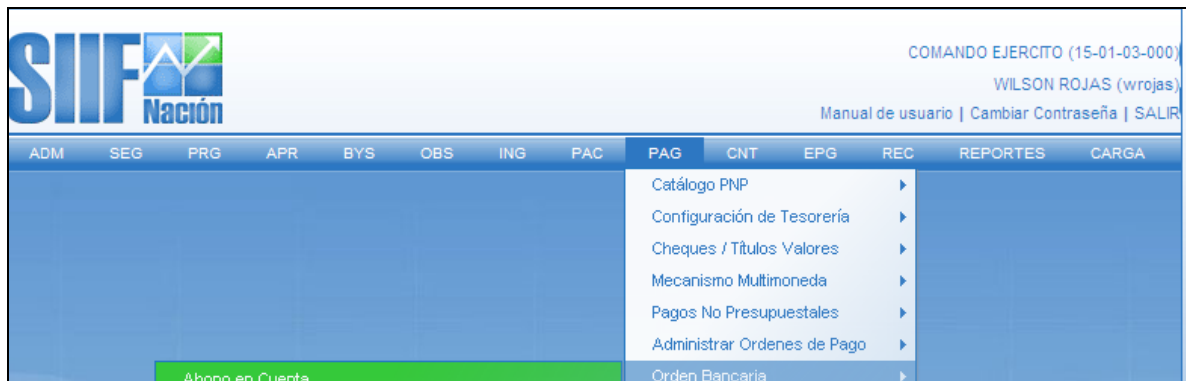 SIIF
Nación
COMANDO EJERCITO (15-01-03-000)
WILSON ROJAS (wrojas)
Manual de usuario | Cambiar Contraseña | SALIR
ADM SEG PRG APR BYS OBS ING PAC PAG CNT EPG REC REPORTES CARGA
Catálogo PNP
Configuración de Tesorería
Cheques / Títulos Valores
Mecanismo Multimoneda
Pagos No Presupuestales
Administrar Ordenes de Pago
Abono en Cuenta Orden Bancaria